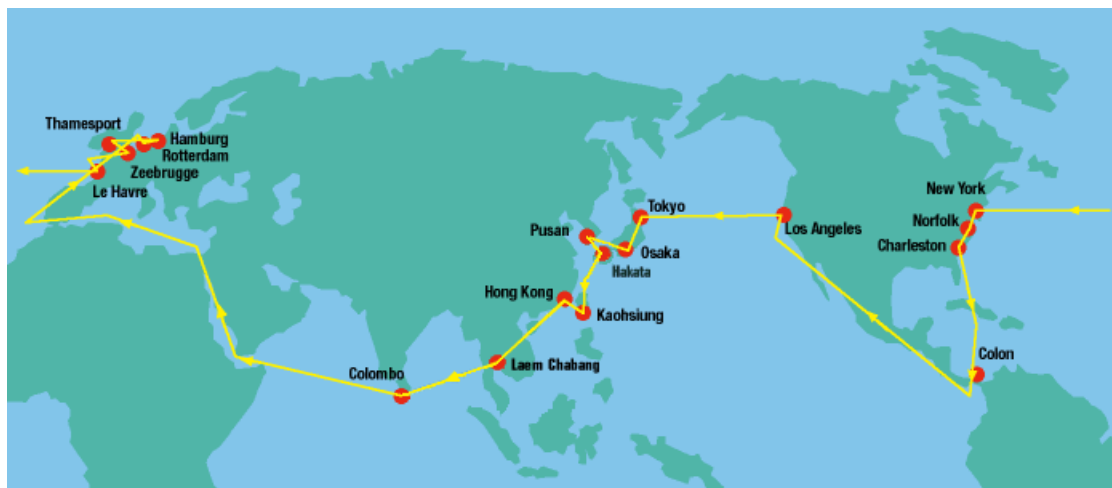 Thamesport
Hamburg
Rotterdam
Zeebrugge
Le Havre
New York
Tokyo
Norfolk
Los Angeles
Pusan
Charleston
Osaka
Hakata
Hong Kong
Kaohsiung
Colon
Laem Chabang
Colombo